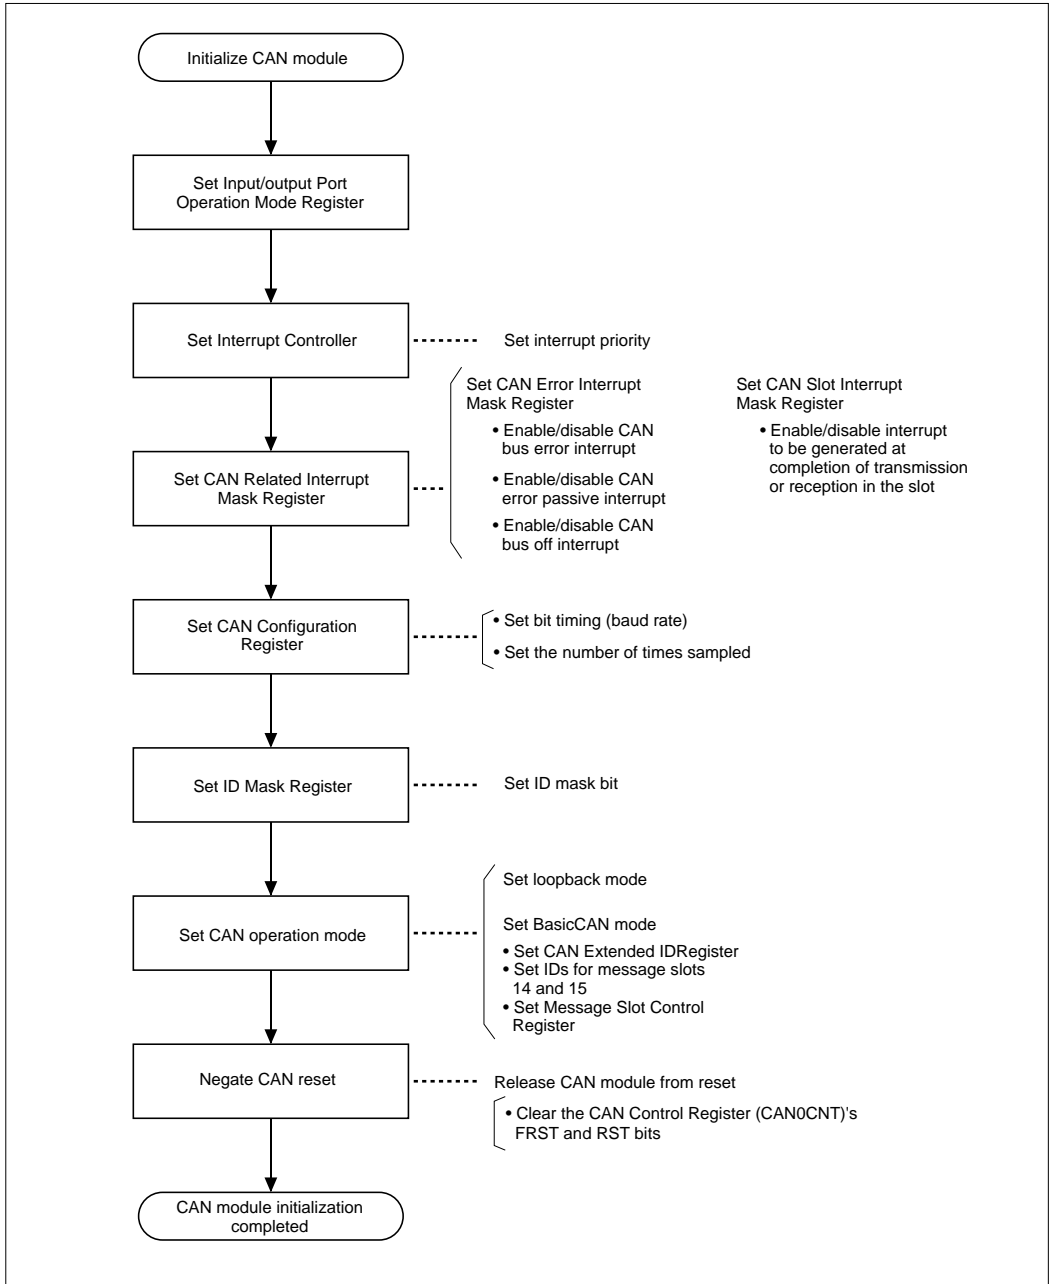 Initialize CAN module
Set Input/output Port
Operation Mode Register
Set Interrupt Controller
Set interrupt priority
Set CAN Related Interrupt
Mask Register
Set CAN Error Interrupt
Mask Register
• Enable/disable CAN
bus error interrupt
• Enable/disable CAN
error passive interrupt
• Enable/disable CAN
bus off interrupt
Set CAN Slot Interrupt
Mask Register
• Enable/disable interrupt
to be generated at
completion of transmission
or reception in the slot
Set CAN Configuration
Register
• Set bit timing (baud rate)
• Set the number of times sampled
Set ID Mask Register
Set ID mask bit
Set CAN operation mode
Set loopback mode
Set BasicCAN mode
• Set CAN Extended IDRegister
• Set IDs for message slots
14 and 15
• Set Message Slot Control
Register
Negate CAN reset
Release CAN module from reset
• Clear the CAN Control Register (CAN0CNT)'s
FRST and RST bits
CAN module initialization
completed